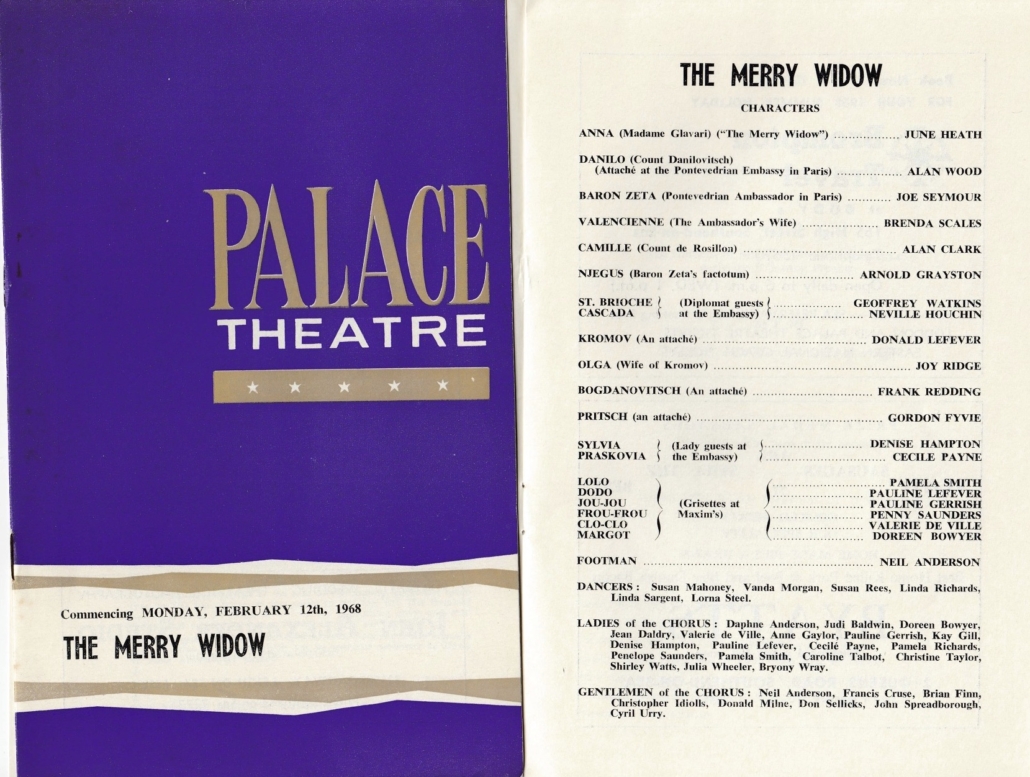 PALACE
THEATRE
Commencing MONDAY, FEBRUARY 12th, 1968
THE MERRY WIDOW
THE MERRY WIDOW
CHARACTERS
ANNA (Madame Glavari) ("The Merry Widow") .................. JUNE HEATH
DANILO (Count Danilovitsch)
(Attaché at the Pontevedrian Embassy in Paris) .................. ALAN WOOD
BARON ZETA (Pontevedrian Ambassador in Paris) .............. JOE SEYMOUR
VALENCIENNE (The Ambassador's Wife) ...................... BRENDA SCALES
CAMILLE (Count de Rosillon) ........................................ ALAN CLARK
NJEGUS (Baron Zeta's factotum) ........................... ARNOLD GRAYSTON
ST. BRIOCHE (Diplomat guests .................. GEOFFREY WATKINS
CASCADA at the Embassy) .......................... NEVILLE HOUCHIN
KROMOV (An attaché) ............................................. DONALD LEFEVER
OLGA (Wife of Kromov) .................................................... JOY RIDGE
BOGDANOVITSCH (An attaché) ................................ FRANK REDDING
PRITSCH (an attaché) ................................................ GORDON FYVIE
SYLVIA (Lady guests at .......................... DENISE HAMPTON
PRASKOVIA the Embassy) .............................. CECILE PAYNE
LOLO .............................. PAMELA SMITH
DODO ........................ PAULINE LEFEVER
JOU-JOU (Grisettes at ........................ PAULINE GERRISH
FROU-FROU Maxim's) ........................ PENNY SAUNDERS
CLO-CLO ........................ VALERIE DE VILLE
MARGOT ........................ DOREEN BOWYER
FOOTMAN ............................................................ NEIL ANDERSON
DANCERS : Susan Mahoney, Vanda Morgan, Susan Rees, Linda Richards,
Linda Sargent, Lorna Steel.
LADIES of the CHORUS : Daphne Anderson, Judi Baldwin, Doreen Bowyer,
Jean Daldry, Valerie de Ville, Anne Gaylor, Pauline Gerrish, Kay Gill,
Denise Hampton, Pauline Lefever, Cecilé Payne, Pamela Richards,
Penelope Saunders, Pamela Smith, Caroline Talbot, Christine Taylor,
Shirley Watts, Julia Wheeler, Bryony Wray.
GENTLEMEN of the CHORUS : Neil Anderson, Francis Cruse, Brian Finn,
Christopher Idiolls, Donald Milne, Don Sellicks, John Spreadborough,
Cyril Urry.